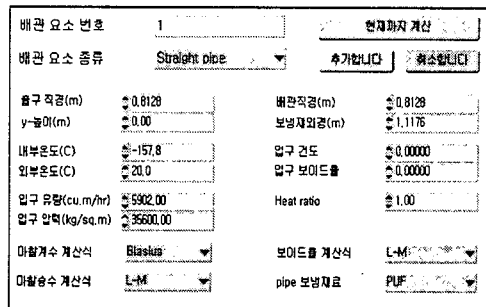 배관 요소 번호 1 현재까지 계산
배관 요소 종류 Straight pipe 추가합니다 취소합니다
출구 직경(m) 0,8128 배관직경(m) 0,8128
y-높이(m) 0,00 보냉재외경(m) 1,1176
내부온도(C) -157,8 입구 건도 0,00000
외부온도(C) 20,0 입구 보이드율 0,00000
입구 유량(cu.m/hr) 5902,00 Heat ratio 1,00
입구 압력(kg/sq.m) 35600,00
마찰계수 계산식 Blasius 보이드율 계산식 L-M
마찰승수 계산식 L-M pipe 보냉재료 PUF